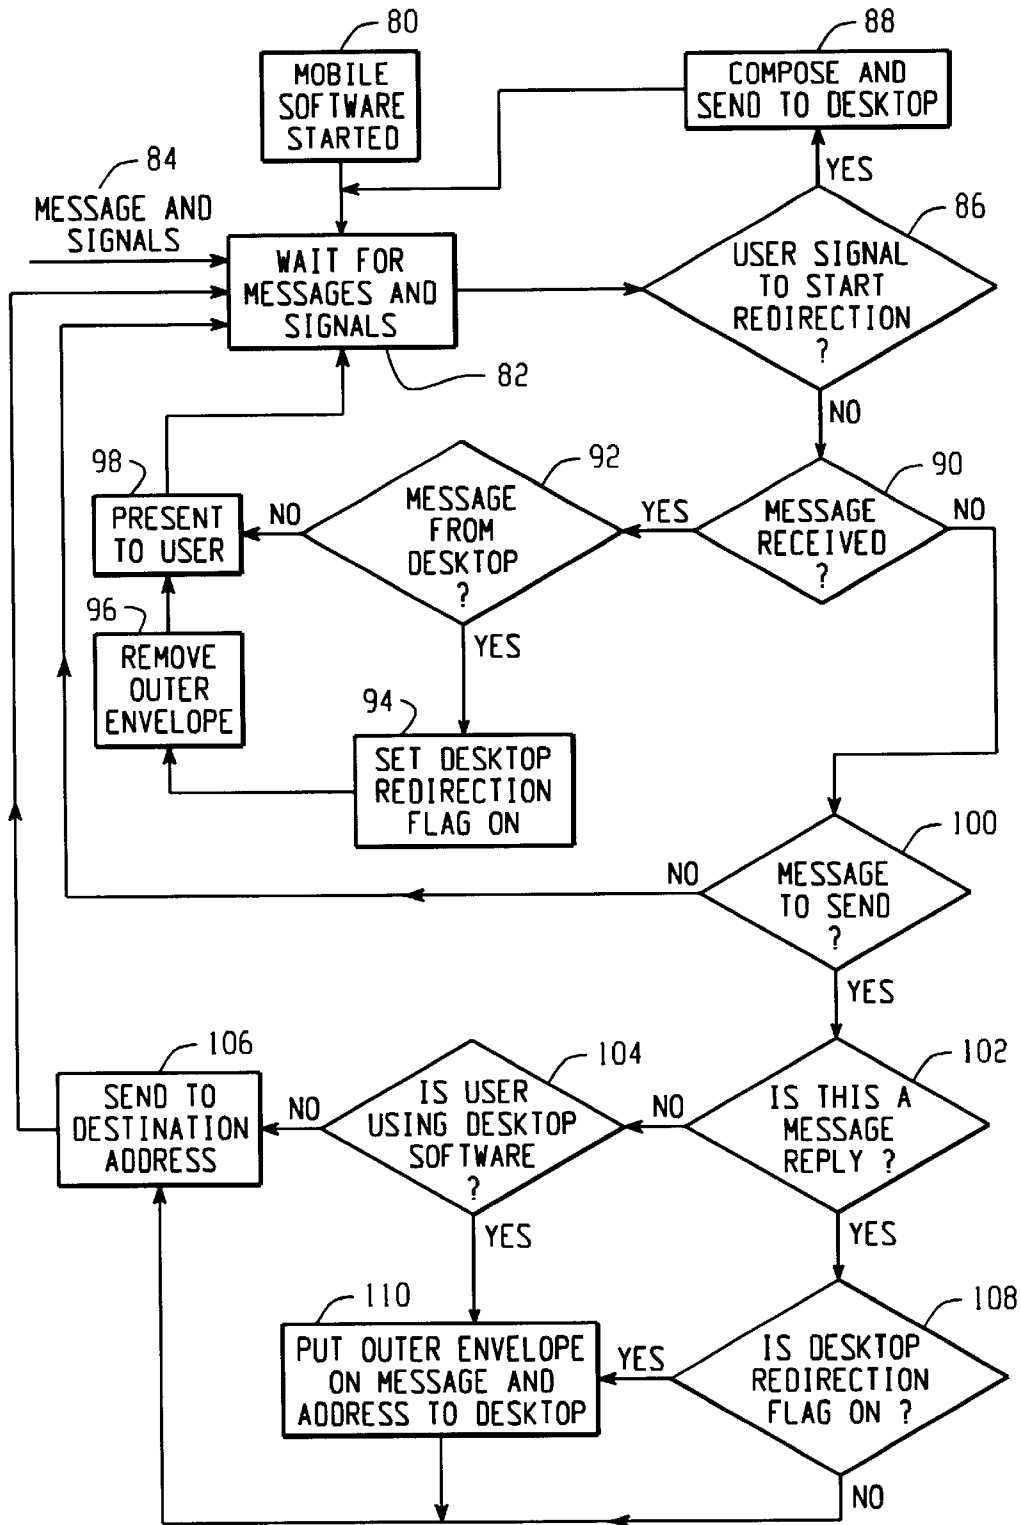 80
MOBILE
SOFTWARE
STARTED
88
COMPOSE AND
SEND TO DESKTOP
YES
84
MESSAGE AND
SIGNALS
WAIT FOR
MESSAGES AND
SIGNALS
82
86
USER SIGNAL
TO START
REDIRECTION
?
NO
90
MESSAGE
RECEIVED
?
NO
YES
92
MESSAGE
FROM
DESKTOP
?
NO
YES
98
PRESENT
TO USER
96
REMOVE
OUTER
ENVELOPE
94
SET DESKTOP
REDIRECTION
FLAG ON
100
MESSAGE
TO SEND
?
NO
YES
102
IS THIS A
MESSAGE
REPLY ?
NO
YES
104
IS USER
USING DESKTOP
SOFTWARE
?
NO
YES
106
SEND TO
DESTINATION
ADDRESS
108
IS DESKTOP
REDIRECTION
FLAG ON ?
YES
NO
110
PUT OUTER ENVELOPE
ON MESSAGE AND
ADDRESS TO DESKTOP